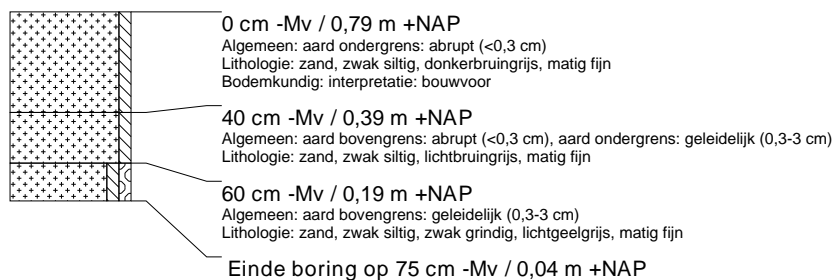 0 cm -Mv / 0,79 m +NAP
Algemeen: aard ondergrens: abrupt (<0,3 cm)
Lithologie: zand, zwak siltig, donkerbruingrijs, matig fijn
Bodemkundig: interpretatie: bouwvoor
40 cm -Mv / 0,39 m +NAP
Algemeen: aard bovengrens: abrupt (<0,3 cm), aard ondergrens: geleidelijk (0,3-3 cm)
Lithologie: zand, zwak siltig, lichtbruingrijs, matig fijn
60 cm -Mv / 0,19 m +NAP
Algemeen: aard bovengrens: geleidelijk (0,3-3 cm)
Lithologie: zand, zwak siltig, zwak grindig, lichtgeelgrijs, matig fijn
Einde boring op 75 cm -Mv / 0,04 m +NAP